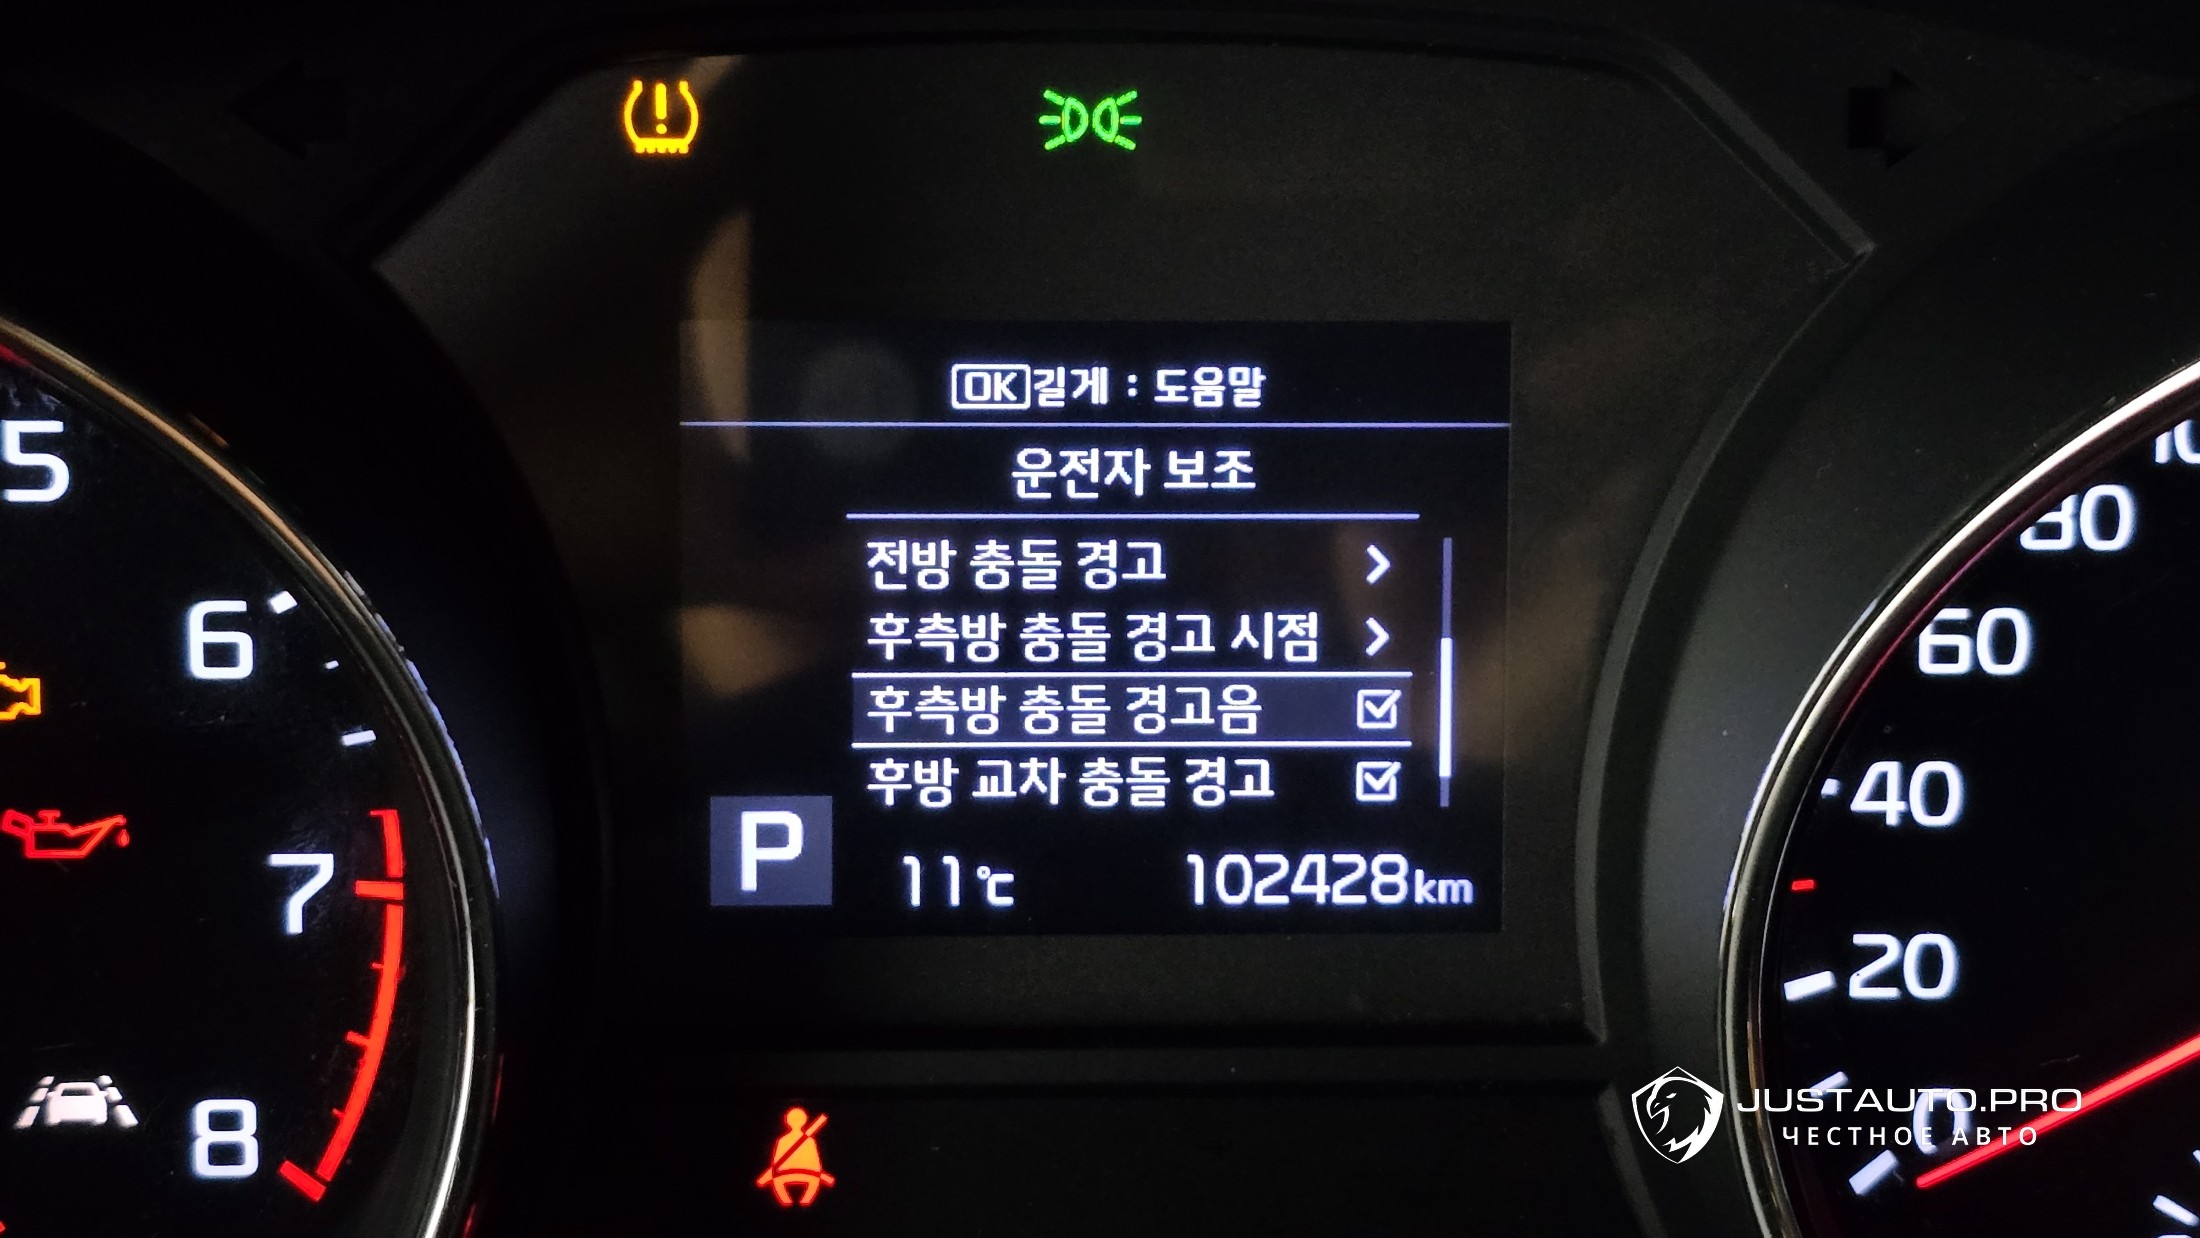 OK길게 : 도움말
운전자 보조
전방 충돌 경고
후측방 충돌 경고 시점
후측방 충돌 경고음
후방 교차 충돌 경고
P
11℃ 102428km
5
6
7
8
80
60
40
20
0
JUSTAUTO.PRO
ЧЕСТНОЕ АВТО